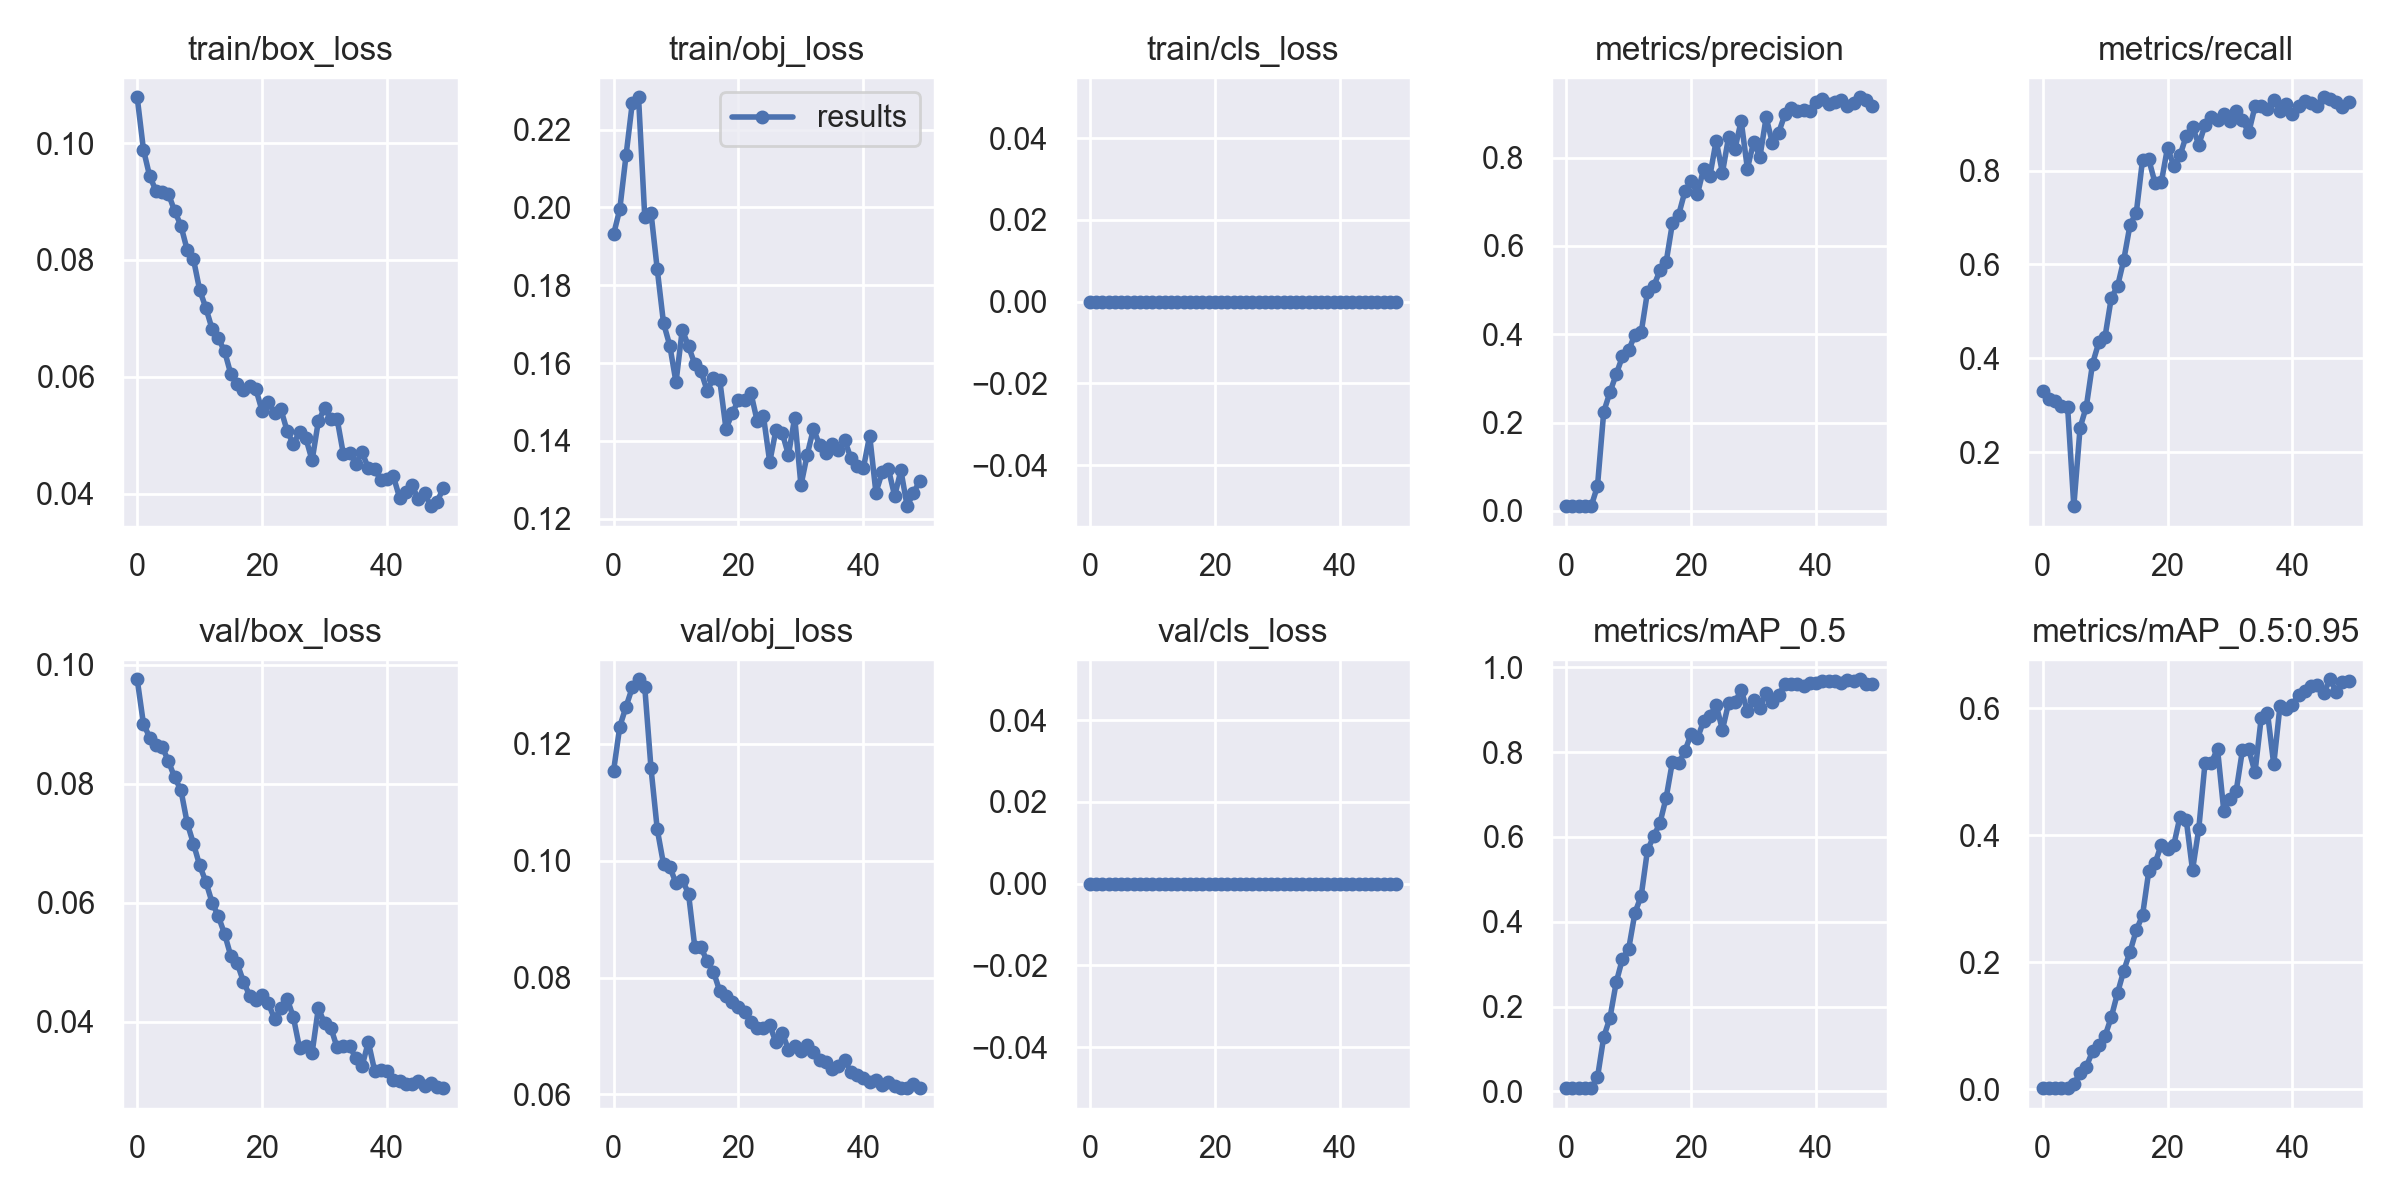 train/box_loss
0.10
0.08
0.06
0.04
0 20 40
train/obj_loss
results
0.22
0.20
0.18
0.16
0.14
0.12
0 20 40
train/cls_loss
0.04
0.02
0.00
−0.02
−0.04
0 20 40
metrics/precision
0.8
0.6
0.4
0.2
0.0
0 20 40
metrics/recall
0.8
0.6
0.4
0.2
0 20 40
val/box_loss
0.10
0.08
0.06
0.04
0 20 40
val/obj_loss
0.12
0.10
0.08
0.06
0 20 40
val/cls_loss
0.04
0.02
0.00
−0.02
−0.04
0 20 40
metrics/mAP_0.5
1.0
0.8
0.6
0.4
0.2
0.0
0 20 40
metrics/mAP_0.5:0.95
0.6
0.4
0.2
0.0
0 20 40